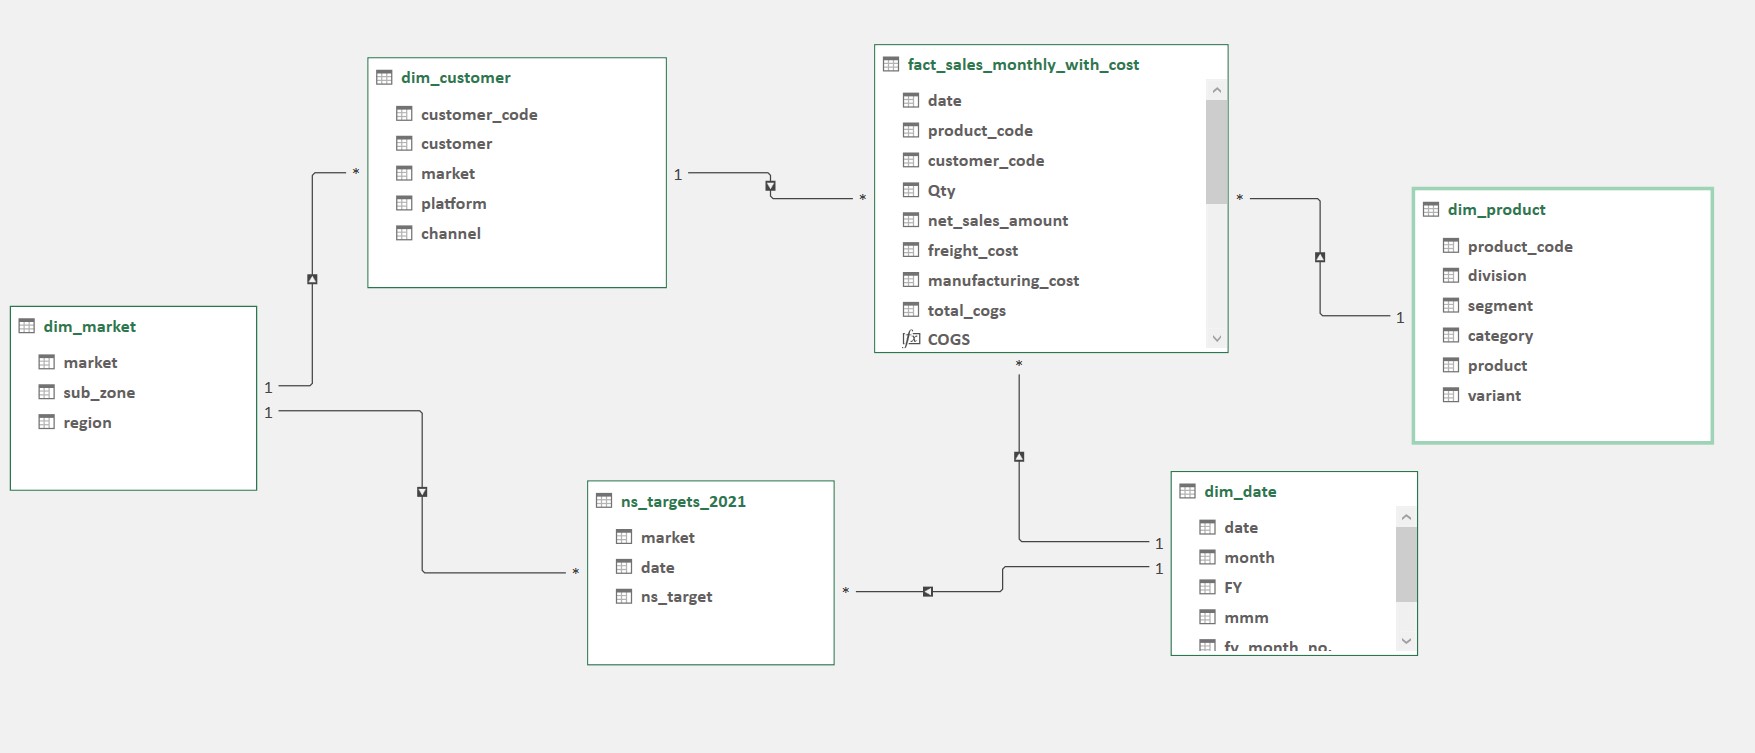 dim_customer
customer_code
customer
market
platform
channel
fact_sales_monthly_with_cost
date
product_code
customer_code
Qty
net_sales_amount
freight_cost
manufacturing_cost
total_cogs
fx COGS
dim_product
product_code
division
segment
category
product
variant
dim_market
market
sub_zone
region
ns_targets_2021
market
date
ns_target
dim_date
date
month
FY
mmm
fy_month_no.
*
1
*
*
1
1
1
*
1
1
*
*